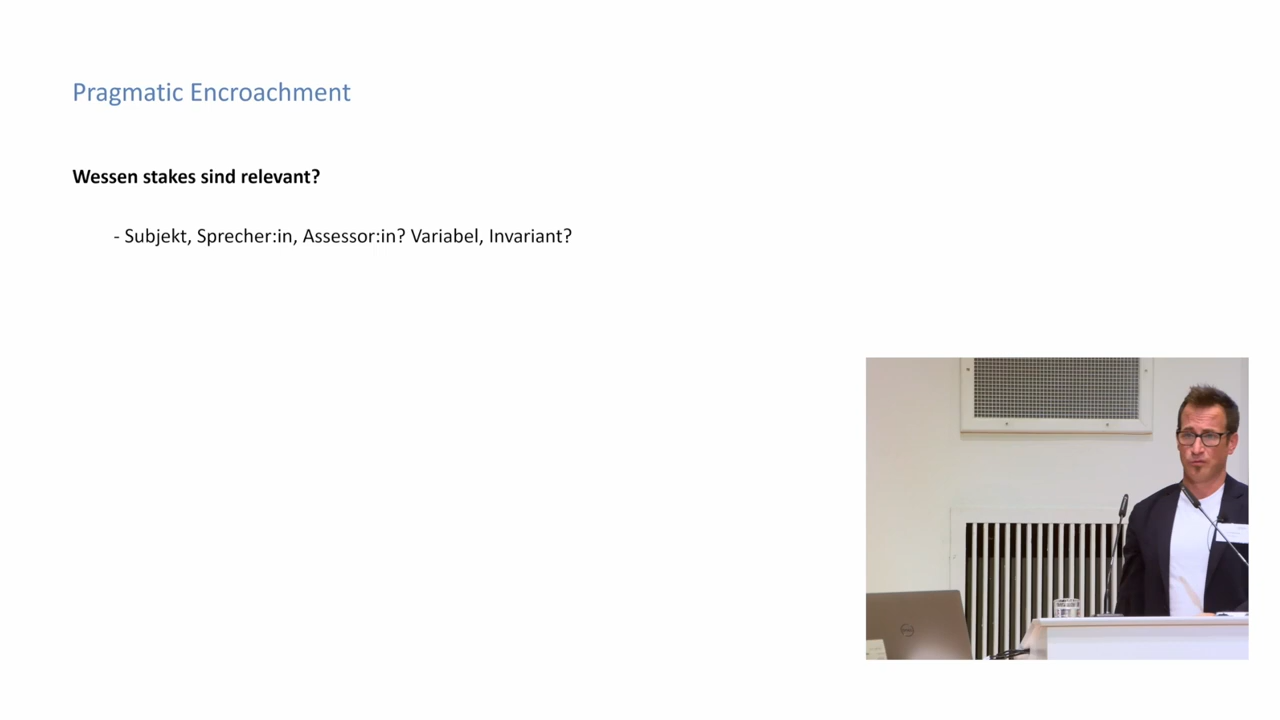 Pragmatic Encroachment
Wessen stakes sind relevant?
- Subjekt, Sprecher:in, Assessor:in? Variabel, Invariant?